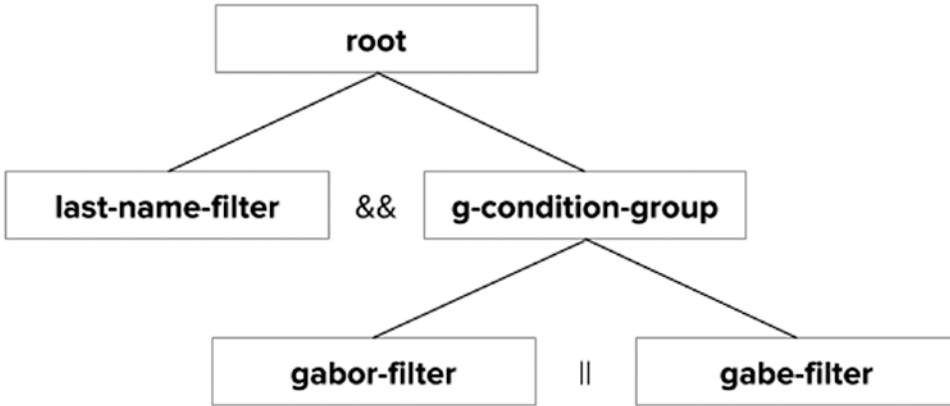 root
last-name-filter && g-condition-group
gabor-filter || gabe-filter